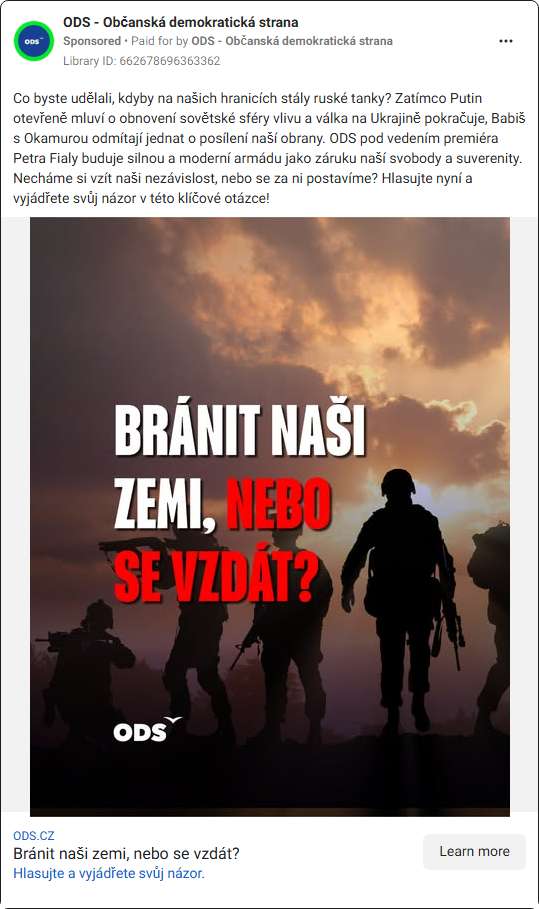 ODS - Občanská demokratická strana
Sponsored • Paid for by ODS - Občanská demokratická strana
Library ID: 662678696363362
Co byste udělali, kdyby na našich hranicích stály ruské tanky? Zatímco Putin
otevřeně mluví o obnovení sovětské sféry vlivu a válka na Ukrajině pokračuje, Babiš
s Okamurou odmítají jednat o posílení naší obrany. ODS pod vedením premiéra
Petra Fialy buduje silnou a moderní armádu jako záruku naší svobody a suverenity.
Necháme si vzít naši nezávislost, nebo se za ni postavíme? Hlasujte nyní a
vyjádřete svůj názor v této klíčové otázce!
BRÁNIT NAŠI
ZEMI, NEBO
SE VZDÁT?
ODS
ODS.CZ
Bránit naši zemi, nebo se vzdát?
Hlasujte a vyjádřete svůj názor.
Learn more